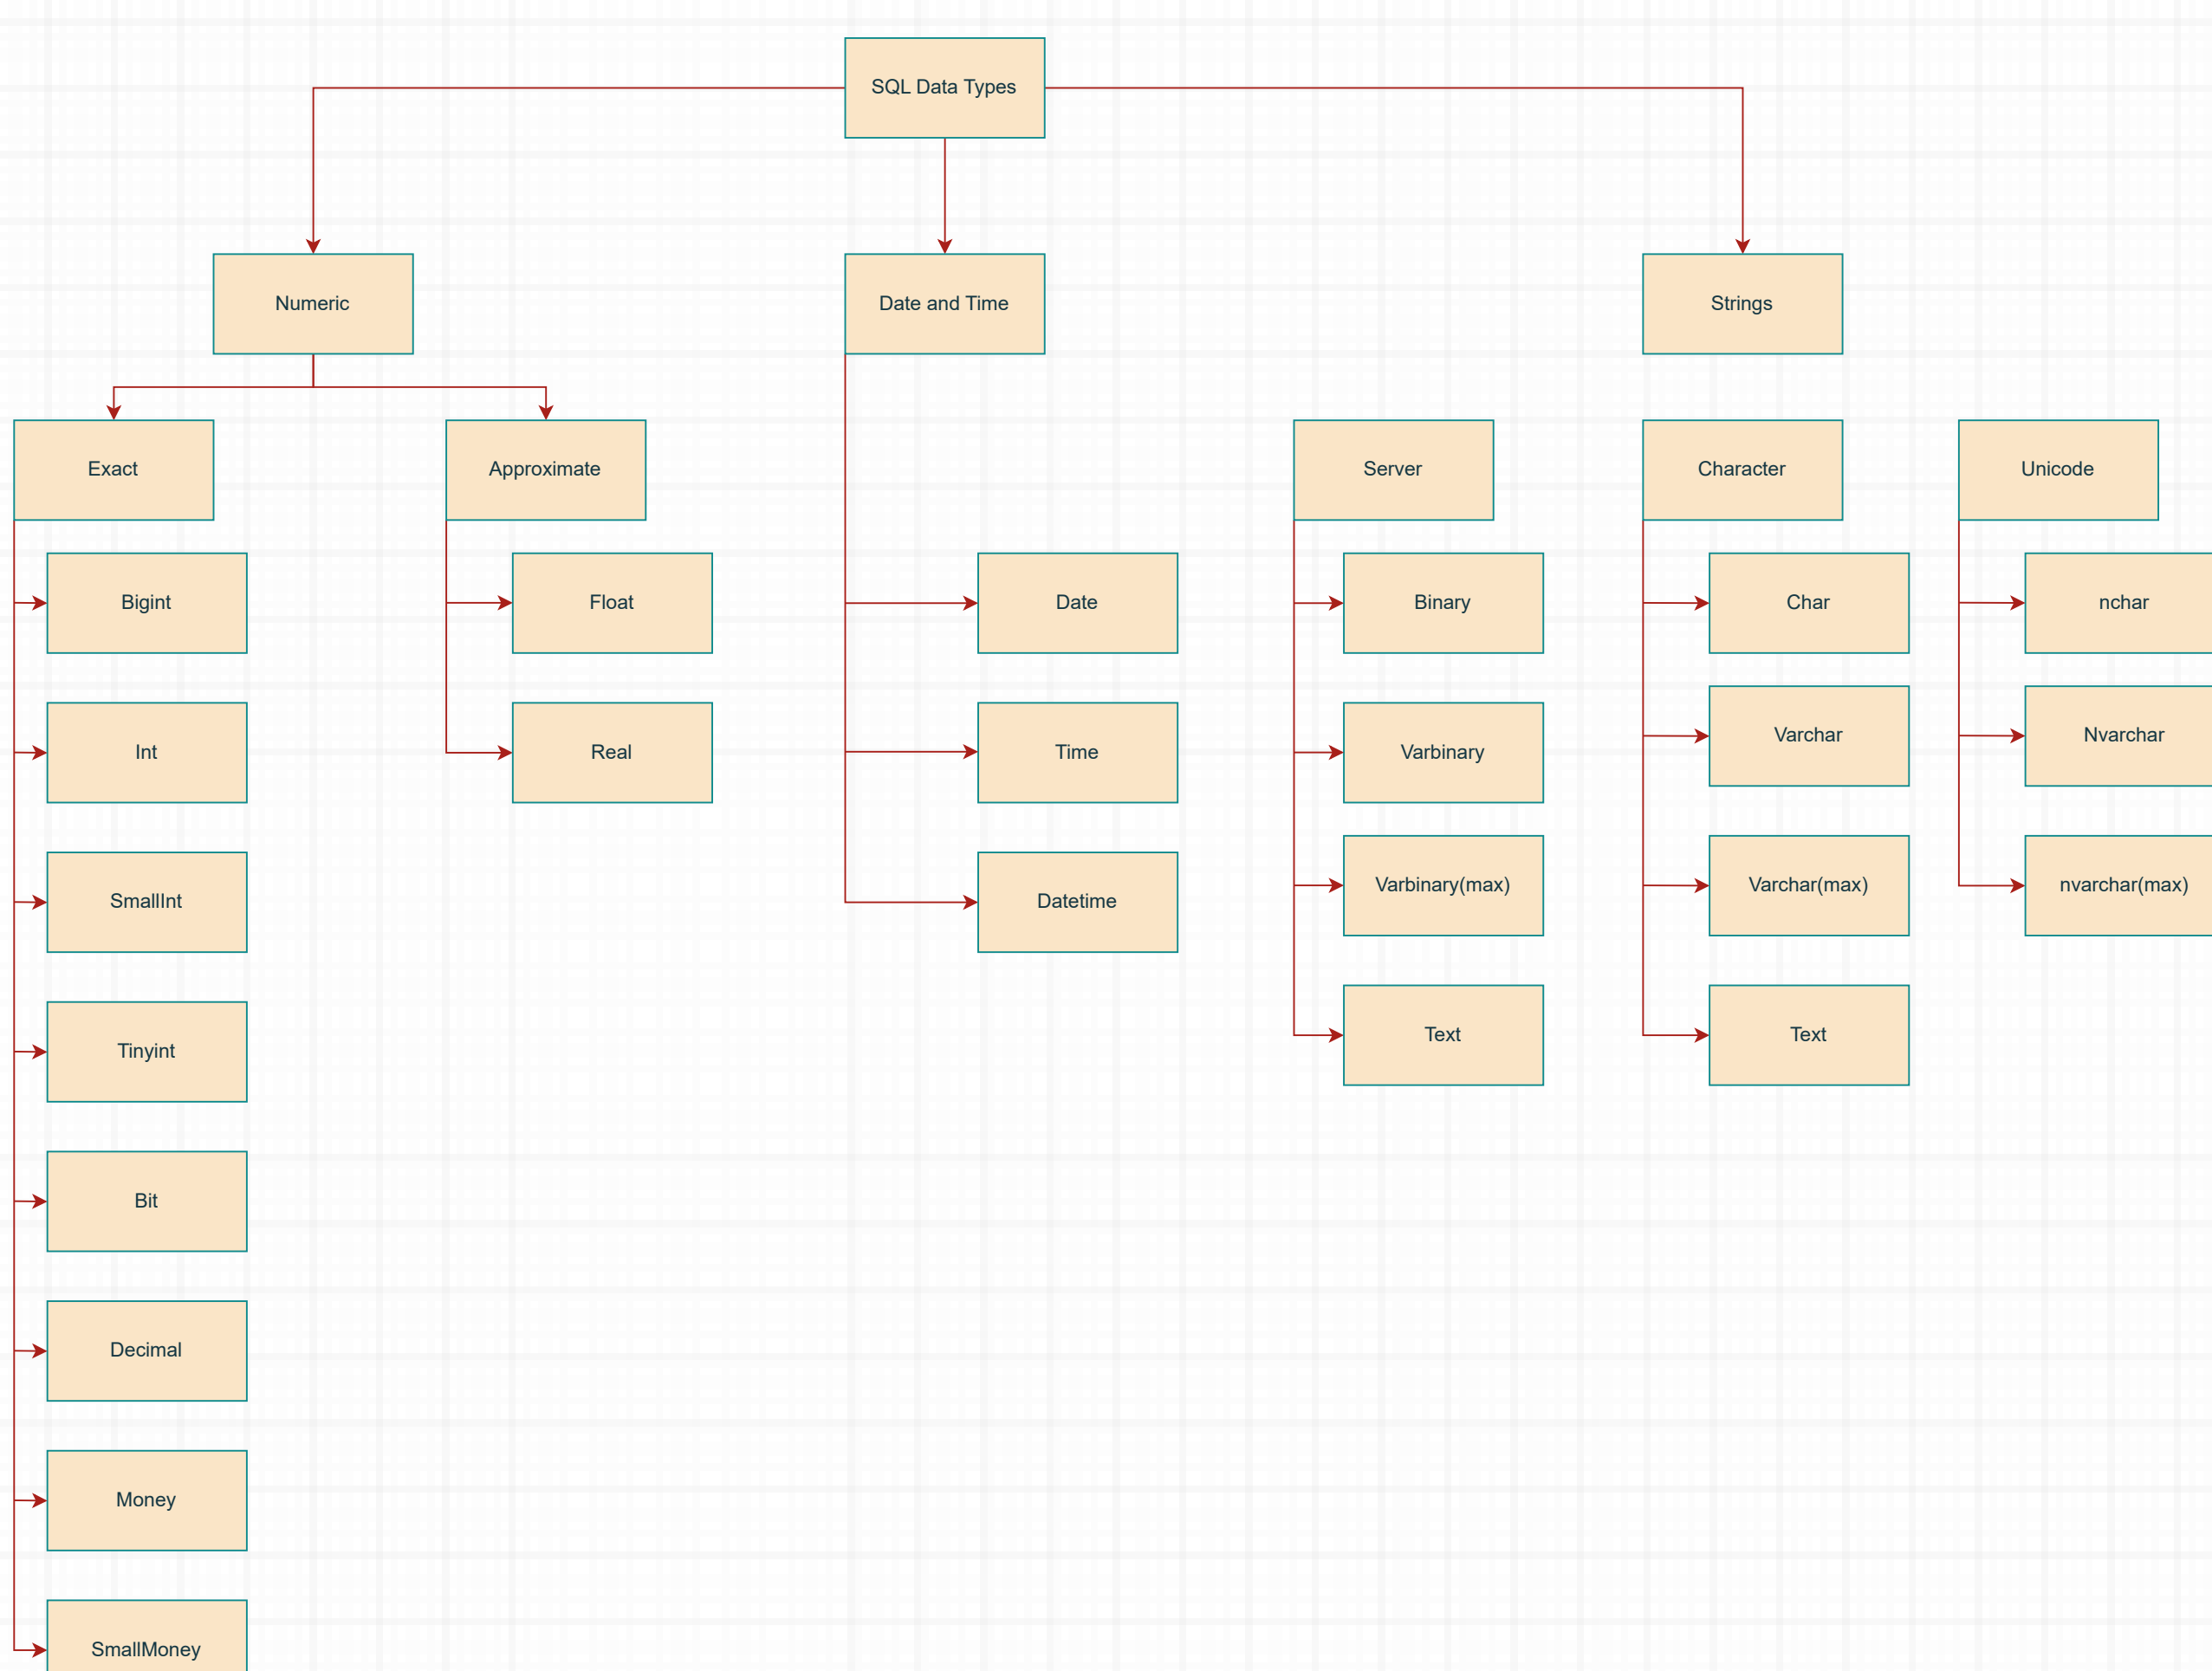 SQL Data Types
Numeric
Date and Time
Strings
Exact
Approximate
Server
Character
Unicode
Bigint
Float
Date
Binary
Char
nchar
Int
Real
Time
Varbinary
Varchar
Nvarchar
SmallInt
Datetime
Varbinary(max)
Varchar(max)
nvarchar(max)
Tinyint
Text
Text
Bit
Decimal
Money
SmallMoney